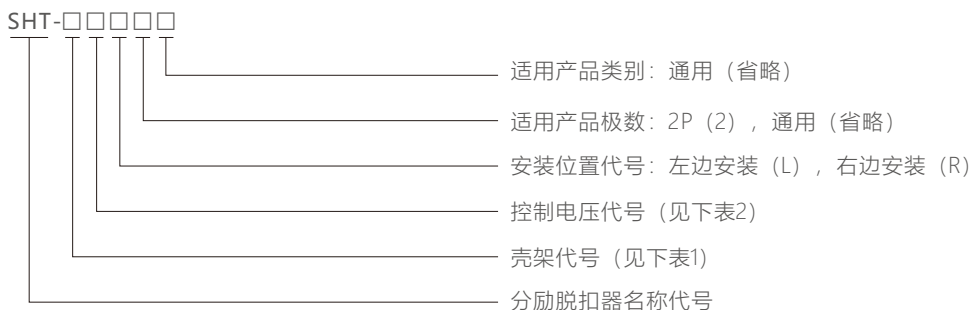 SHT-□□□□□
适用产品类别：通用（省略）
适用产品极数：2P（2），通用（省略）
安装位置代号：左边安装（L），右边安装（R）
控制电压代号（见下表2）
壳架代号（见下表1）
分励脱扣器名称代号